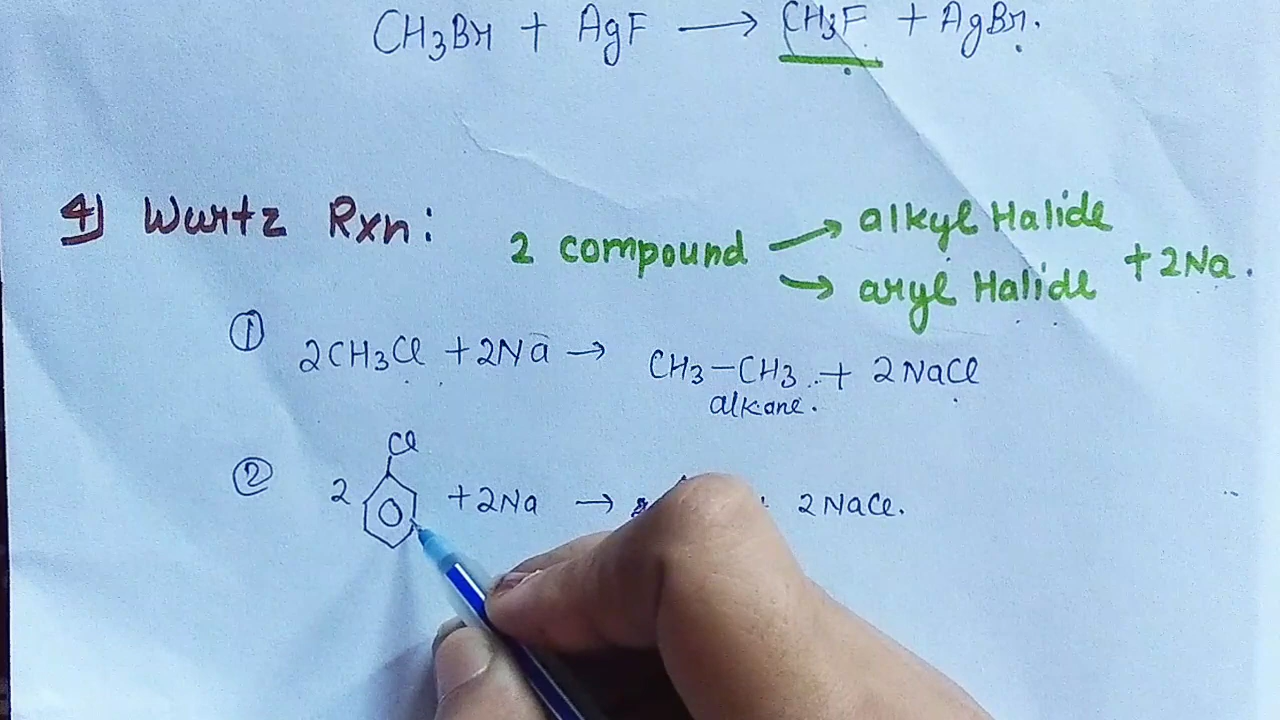 CH3Br + AgF → CH3F + AgBr.
4) Wurtz Rxn: 2 compound → alkyl Halide
→ aryl Halide + 2Na.
① 2CH3Cl + 2Na → CH3-CH3 + 2NaCl
alkane.
Cl
② 2 + 2Na → 2NaCl.